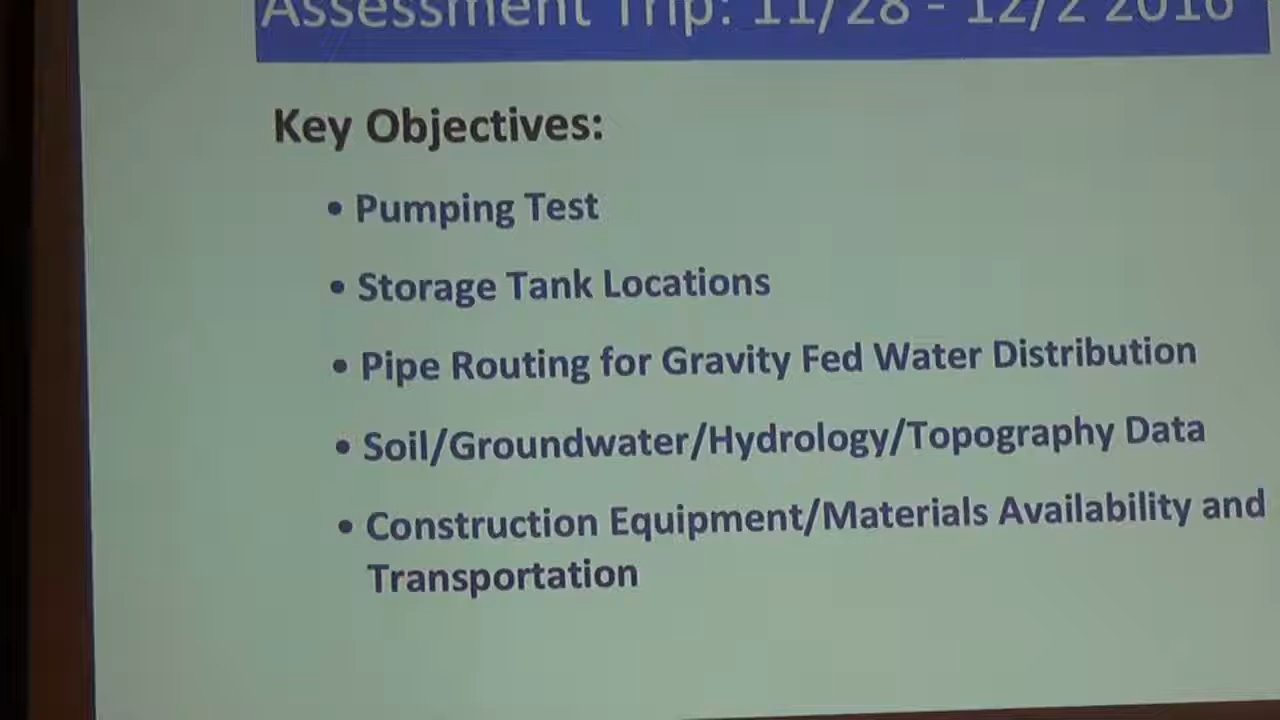 Assessment Trip: 11/28 - 12/2 2016
Key Objectives:
• Pumping Test
• Storage Tank Locations
• Pipe Routing for Gravity Fed Water Distribution
• Soil/Groundwater/Hydrology/Topography Data
• Construction Equipment/Materials Availability and
Transportation